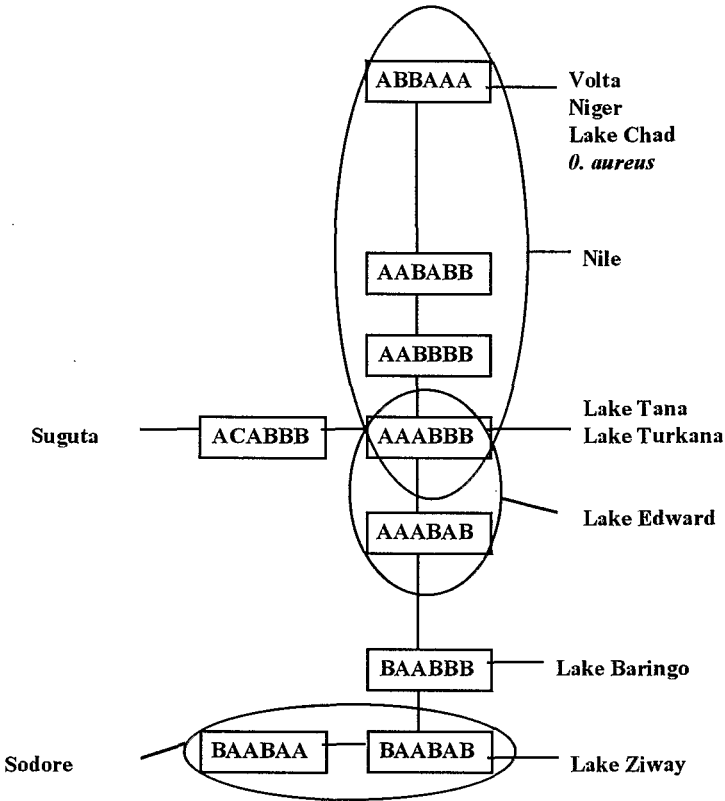 ABBAAA
Volta
Niger
Lake Chad
0. aureus
AABABB
Nile
AABBBB
Suguta
ACABBB
AAABBB
Lake Tana
Lake Turkana
AAABAB
Lake Edward
BAABBB
Lake Baringo
Sodore
BAABAA
BAABAB
Lake Ziway